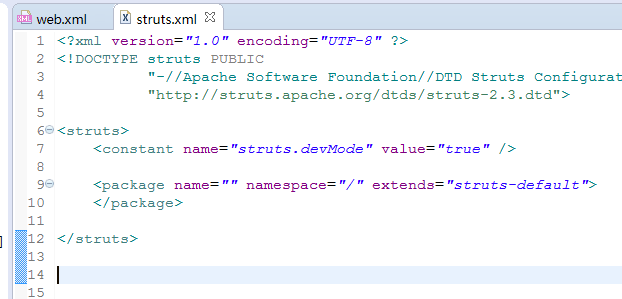 web.xml struts.xml
1 <?xml version="1.0" encoding="UTF-8" ?>
2 <!DOCTYPE struts PUBLIC
3 "-//Apache Software Foundation//DTD Struts Configurat
4 "http://struts.apache.org/dtds/struts-2.3.dtd">
5
6 <struts>
7 <constant name="struts.devMode" value="true" />
8
9 <package name="" namespace="/" extends="struts-default">
10 </package>
11
12 </struts>
13
14
15